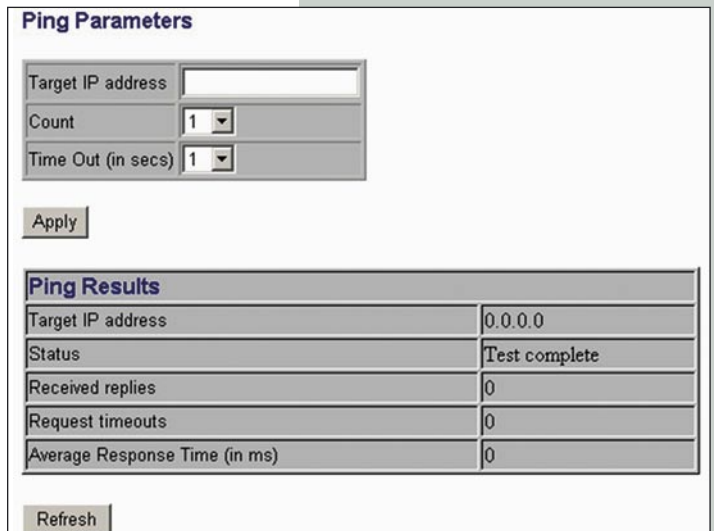 Ping Parameters
Target IP address
Count 1
Time Out (in secs) 1
Apply
Ping Results
Target IP address 0.0.0.0
Status Test complete
Received replies 0
Request timeouts 0
Average Response Time (in ms) 0
Refresh